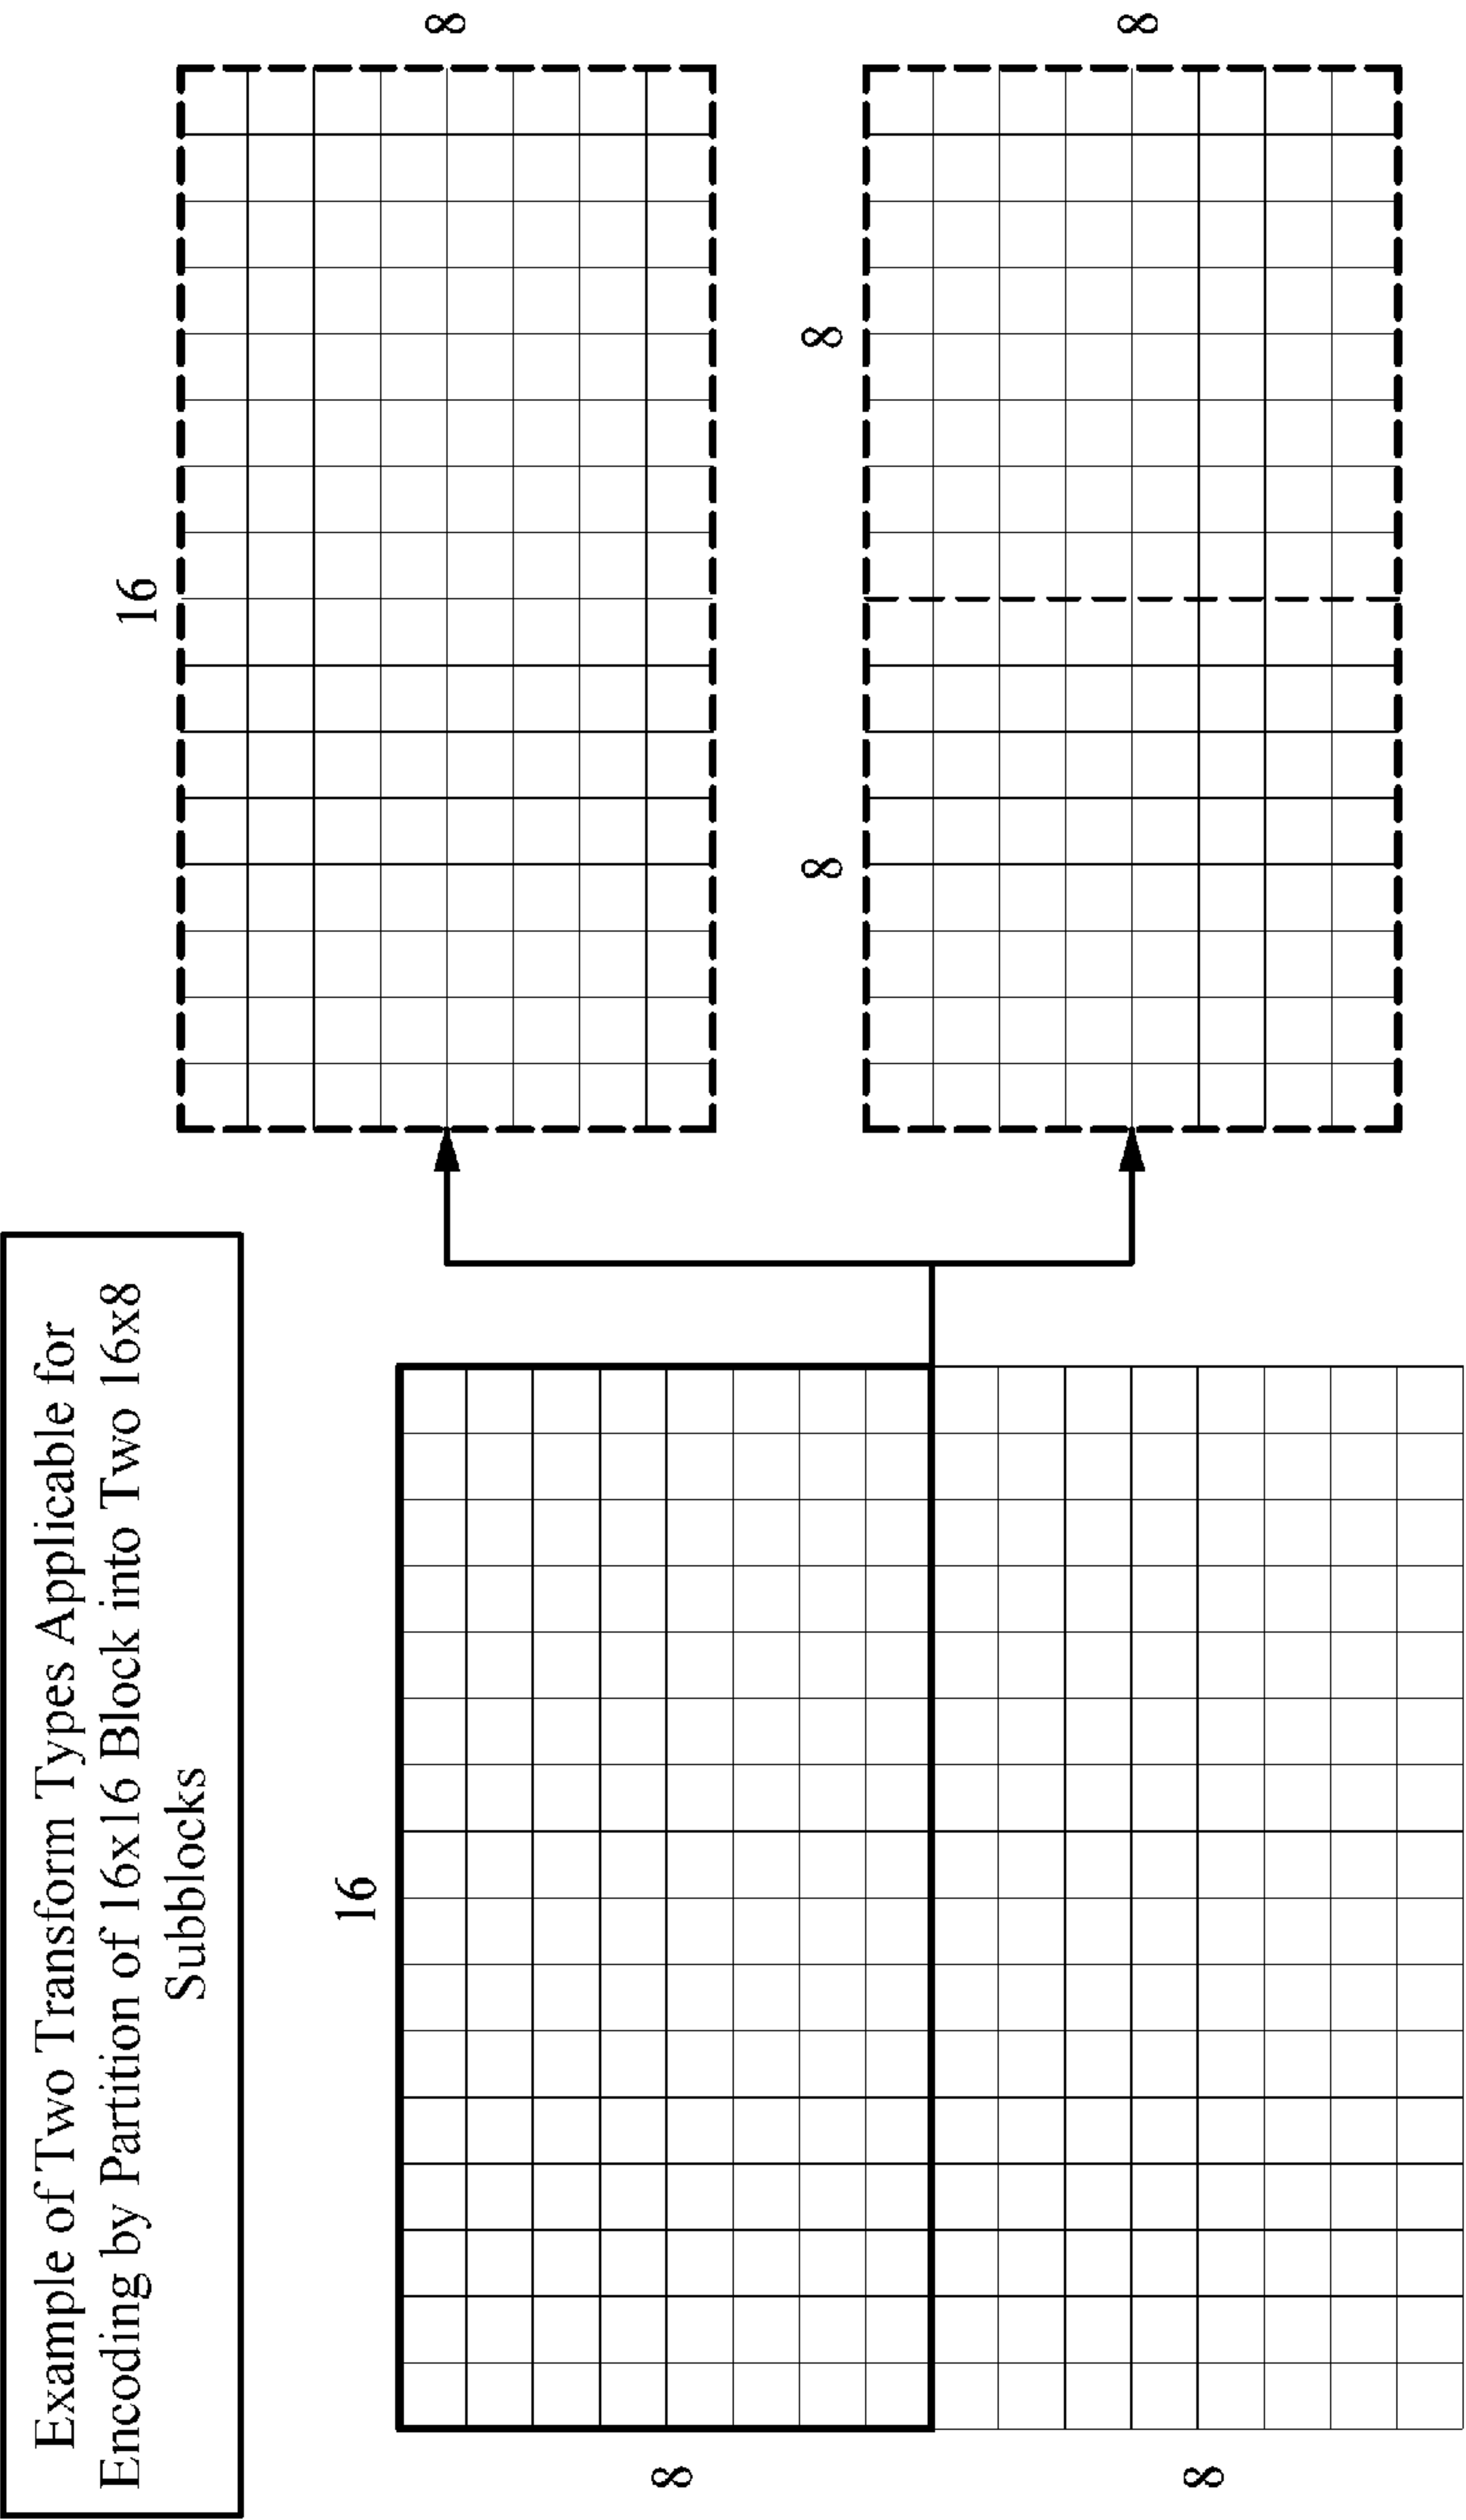 Example of Two Transform Types Applicable for
Encoding by Partition of 16x16 Block into Two 16x8
Subblocks
16
8
8
16
8
8
8
8